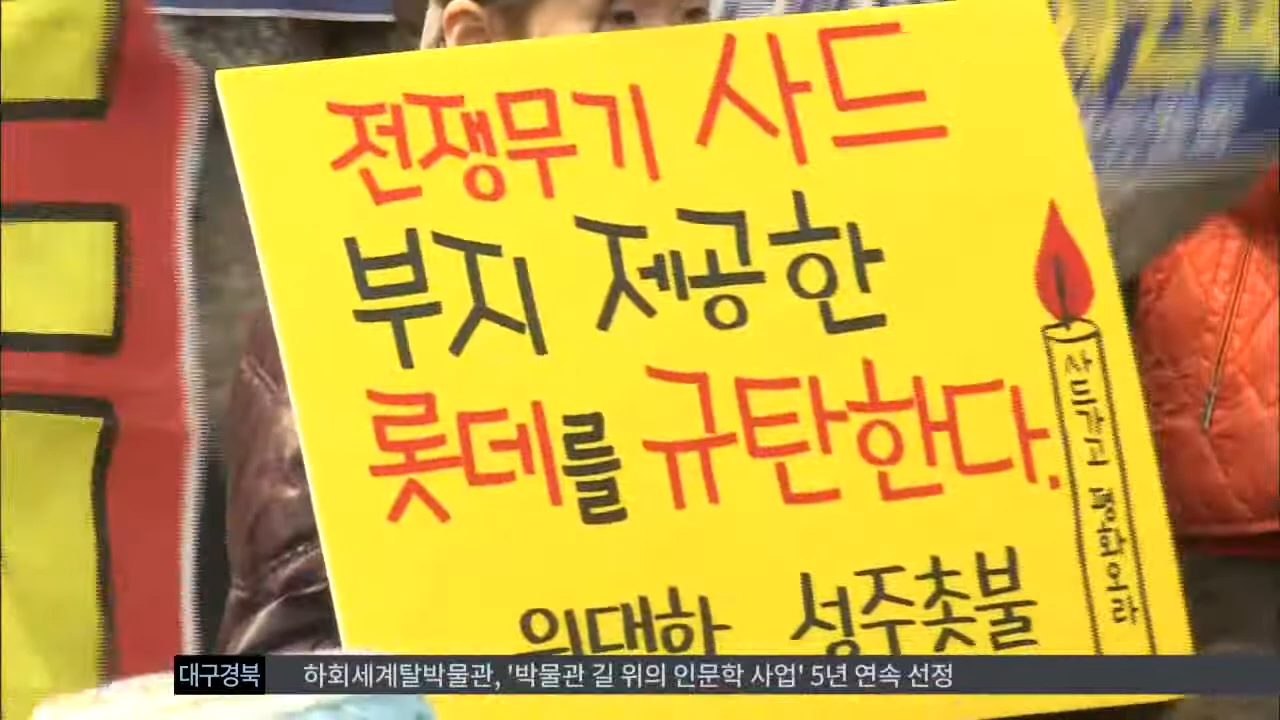 전쟁무기 사드
부지 제공한
롯데를 규탄한다.
사드가고 평화오라
위대한 성주촛불
대구경북
하회세계탈박물관, '박물관 길 위의 인문학 사업' 5년 연속 선정